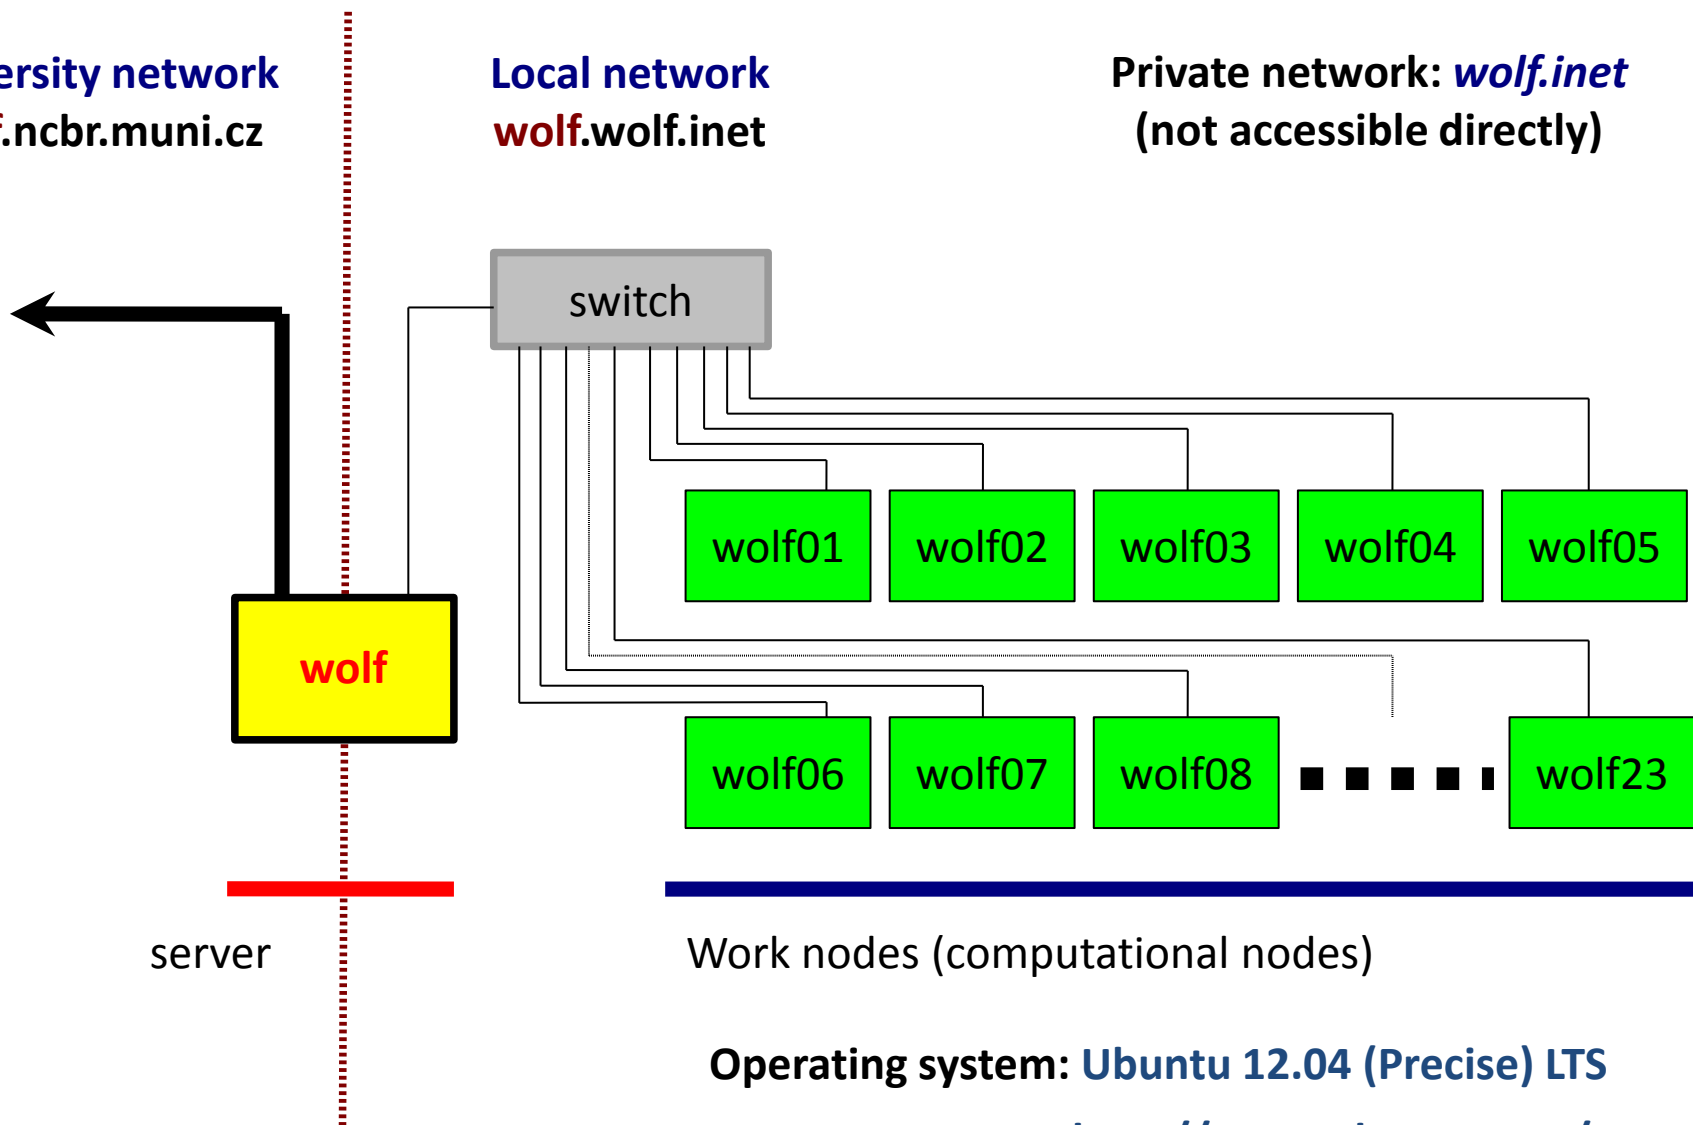 network
Local network
Private network: wolf.inet
.ncbr.muni.cz
wolf.wolf.inet
(not accessible directly)
switch
wolf01
wolf02
wolf03
wolf04
wolf05
wolf
wolf06
wolf07
wolf08
wolf23
server
Work nodes (computational nodes)
Operating system: Ubuntu 12.04 (Precise) LTS